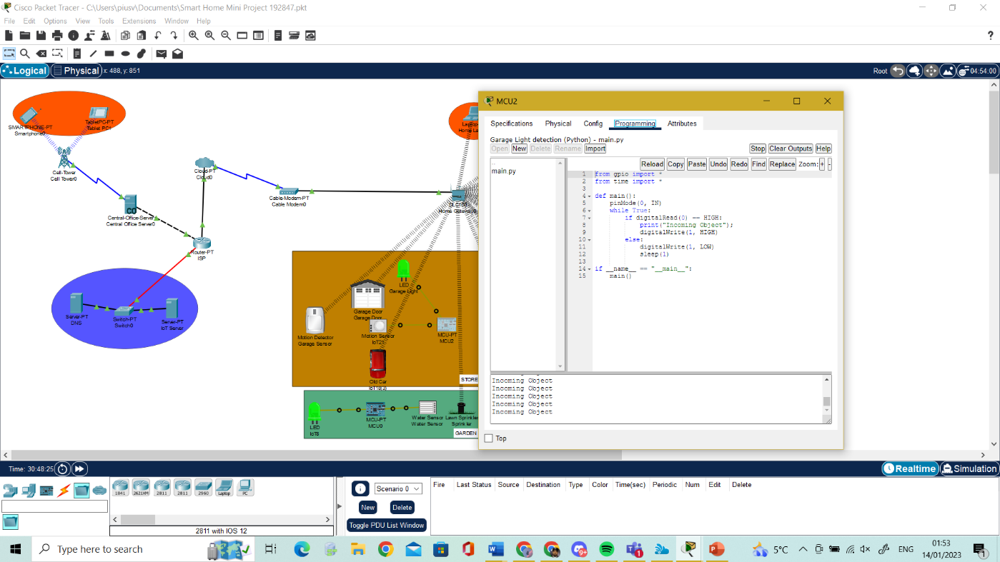 Cisco Packet Tracer - C:\Users\piusv\Documents\Smart Home Mini Project 192847.pkt
File Edit Options View Tools Extensions Window Help
?
Logical Physical x: 488, y: 851 Root 04:54:00
SMARTPHONE-PT
Smartphone0
TabletPC-PT
Tablet PC1
Cell-Tower
Cell Tower0
Cloud-PT
Cloud0
Cable-Modem-PT
Cable Modem0
Home Gateway0
CO
Central-Office-Server
Central Office Server0
Router-PT
ISP
Server-PT
DNS
Switch-PT
Switch0
Server-PT
IoT Server
LED
Garage Light
Garage Door
Garage Door
Motion Detector
Garage Sensor
Motion Sensor
IoT21
MCU-PT
MCU2
Old Car
IoT18(3)
STORE
LED
IoT8
MCU-PT
MCU0
Water Sensor
Water Sensor
Lawn Sprinkler
Sprinkler
GARDEN
MCU2
Specifications Physical Config Programming Attributes
Garage Light detection (Python) - main.py
Open New Delete Rename Import Stop Clear Outputs Help
..
main.py
Reload Copy Paste Undo Redo Find Replace Zoom: + -
1 from gpio import *
2 from time import *
3
4 def main():
5 pinMode(0, IN)
6 while True:
7 if digitalRead(0) == HIGH:
8 print("Incoming Object");
9 digitalWrite(1, HIGH)
10 else:
11 digitalWrite(1, LOW)
12 sleep(1)
13
14 if __name__ == "__main__":
15 main()
Incoming Object
Incoming Object
Incoming Object
Incoming Object
Incoming Object
Top
Time: 30:48:25 Realtime Simulation
1841 2621XM 2811 2811 2960 Laptop PC
2811 with IOS 12
Scenario 0
New Delete
Toggle PDU List Window
Fire Last Status Source Destination Type Color Time(sec) Periodic Num Edit Delete
Type here to search
9+
1
5°C
ENG
01:53
14/01/2023
1